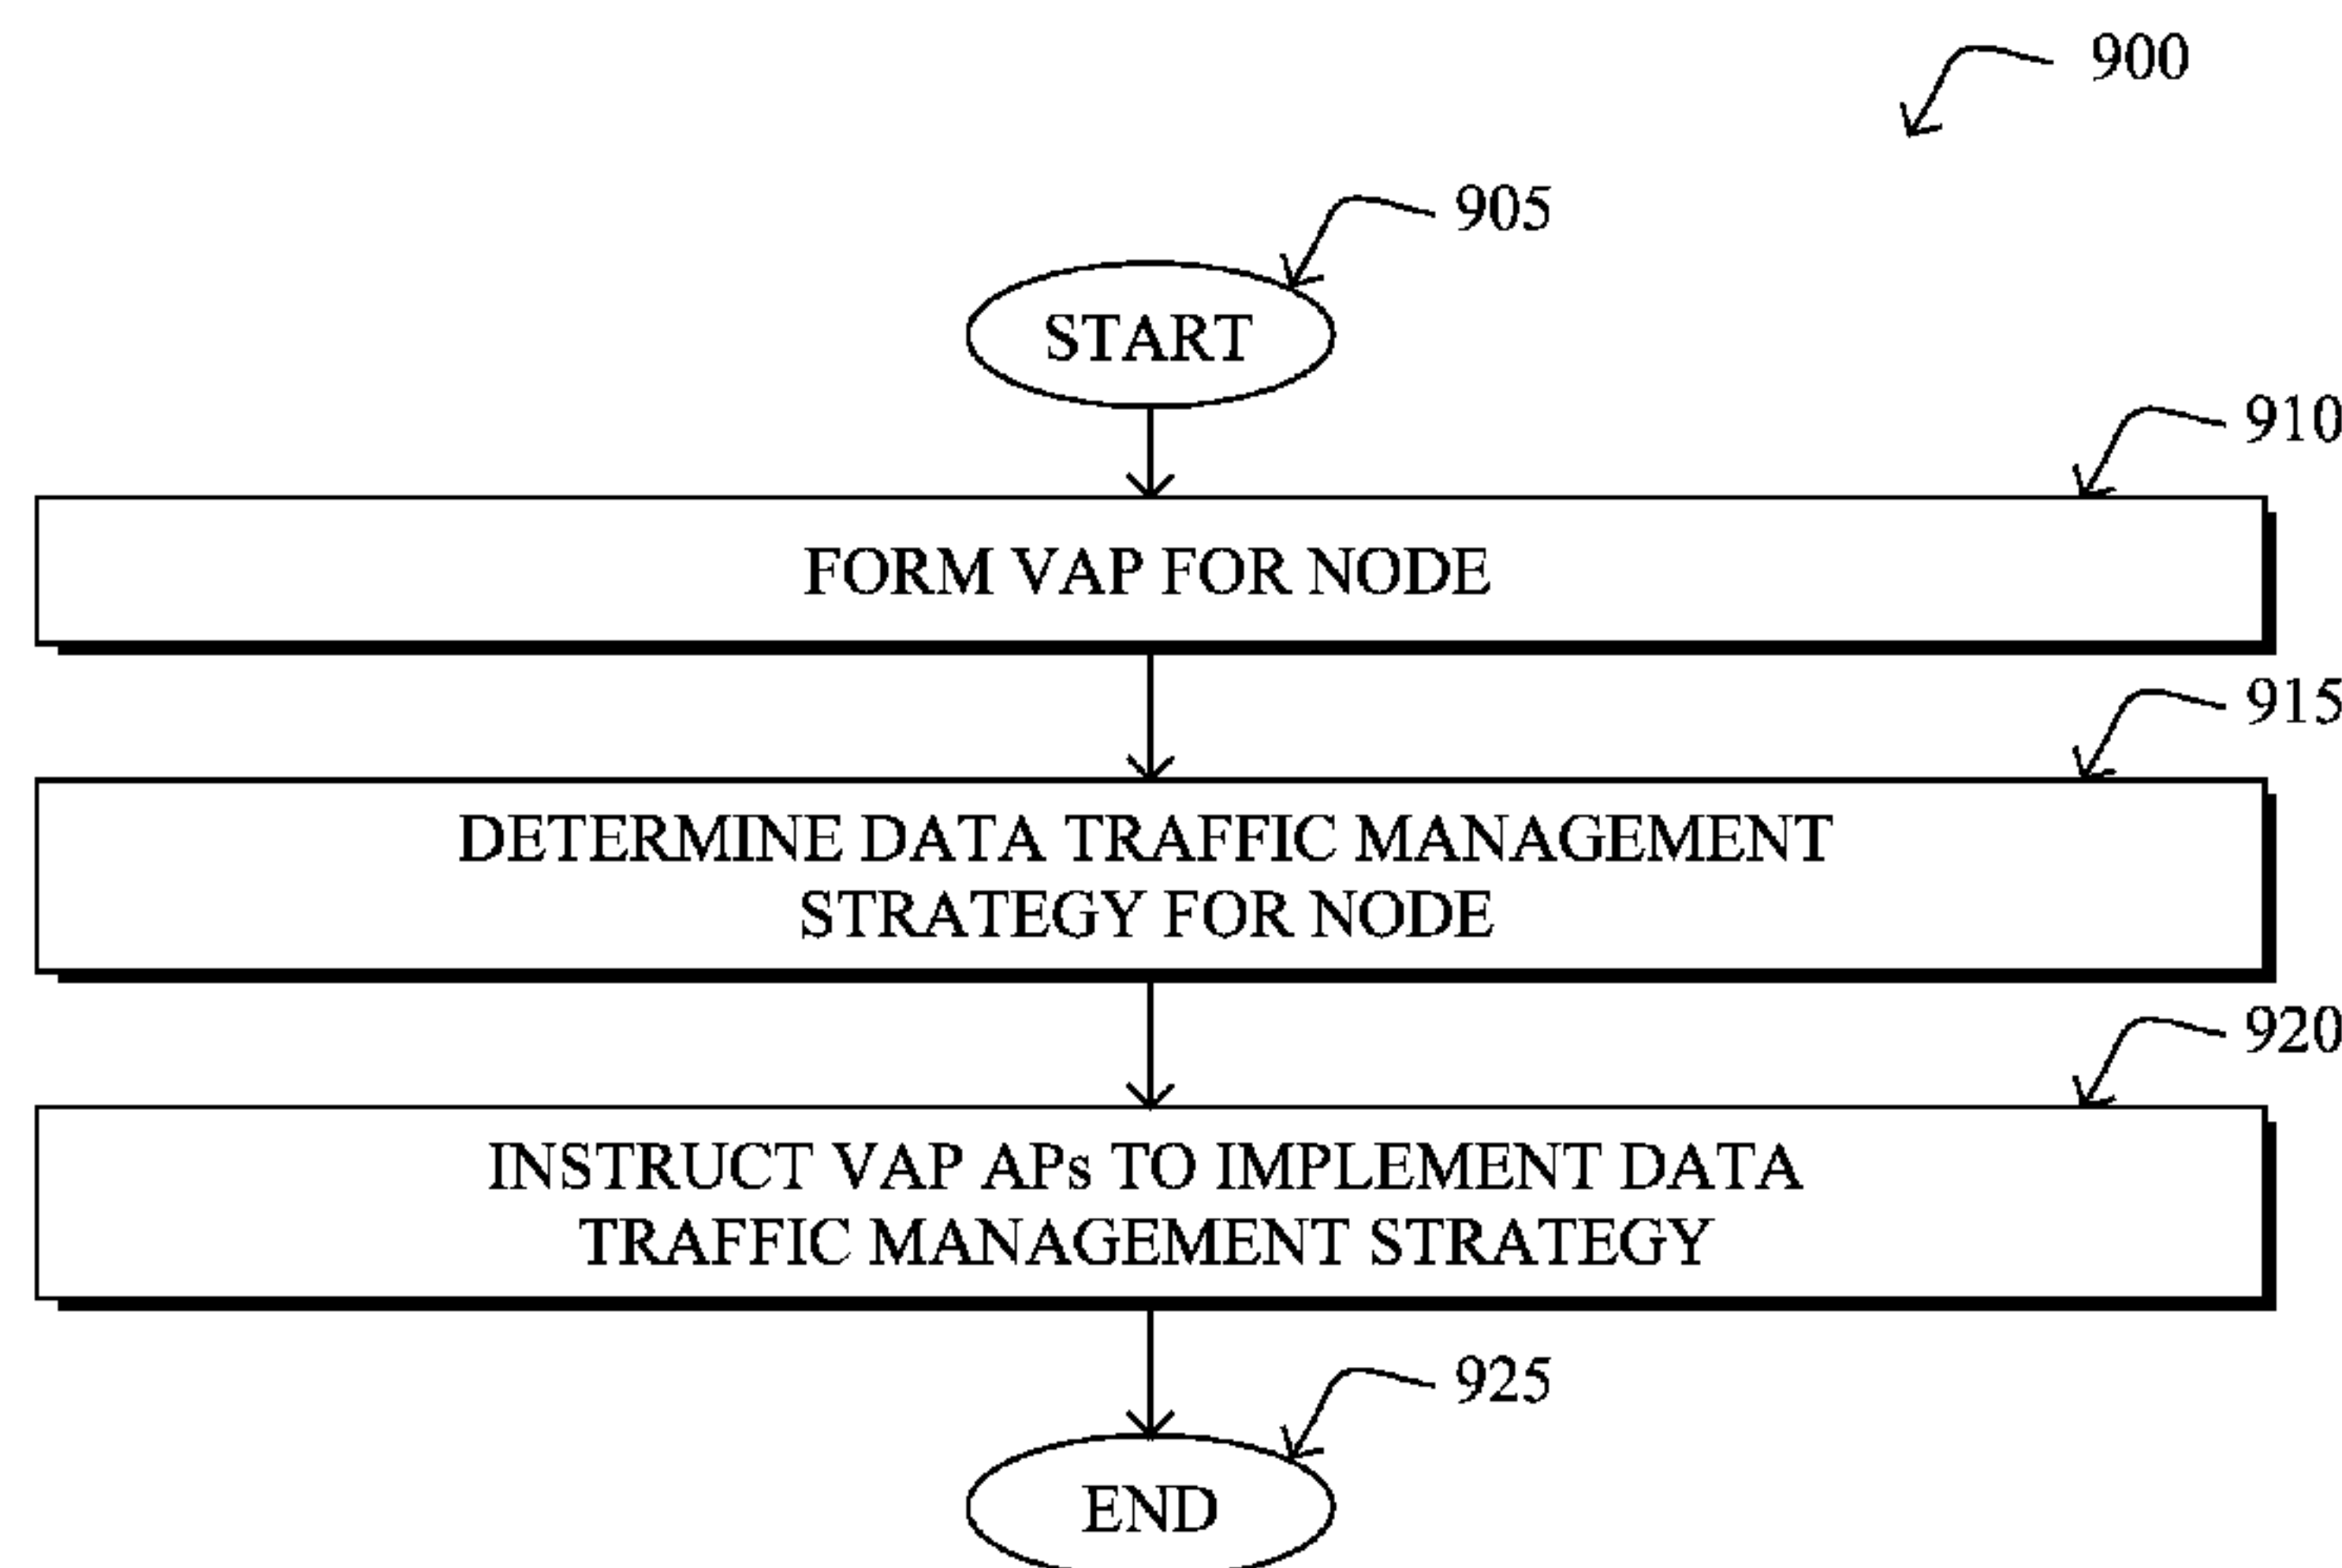 900
905
START
910
FORM VAP FOR NODE
915
DETERMINE DATA TRAFFIC MANAGEMENT
STRATEGY FOR NODE
920
INSTRUCT VAP APs TO IMPLEMENT DATA
TRAFFIC MANAGEMENT STRATEGY
925
END